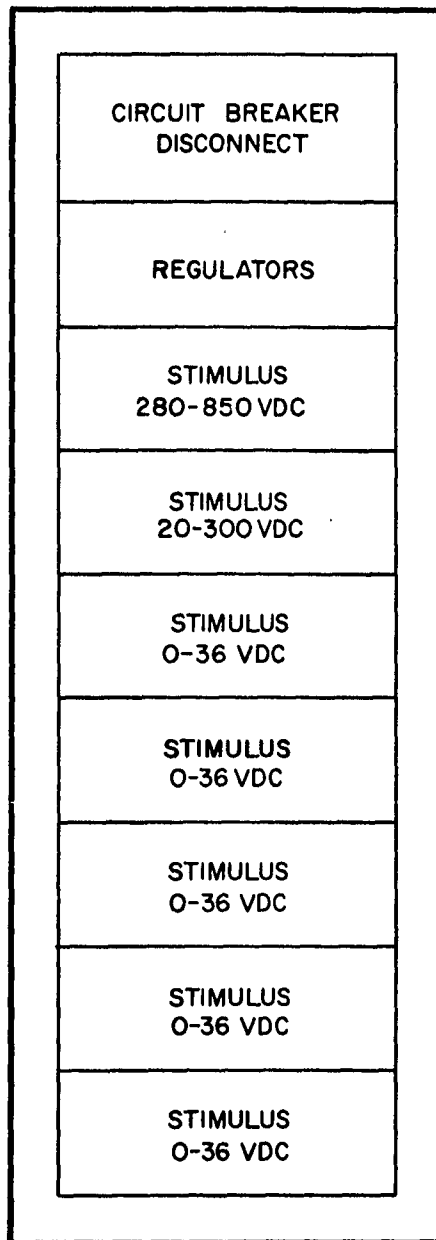 CIRCUIT BREAKER
DISCONNECT
REGULATORS
STIMULUS
280-850 VDC
STIMULUS
20-300 VDC
STIMULUS
0-36 VDC
STIMULUS
0-36 VDC
STIMULUS
0-36 VDC
STIMULUS
0-36 VDC
STIMULUS
0-36 VDC